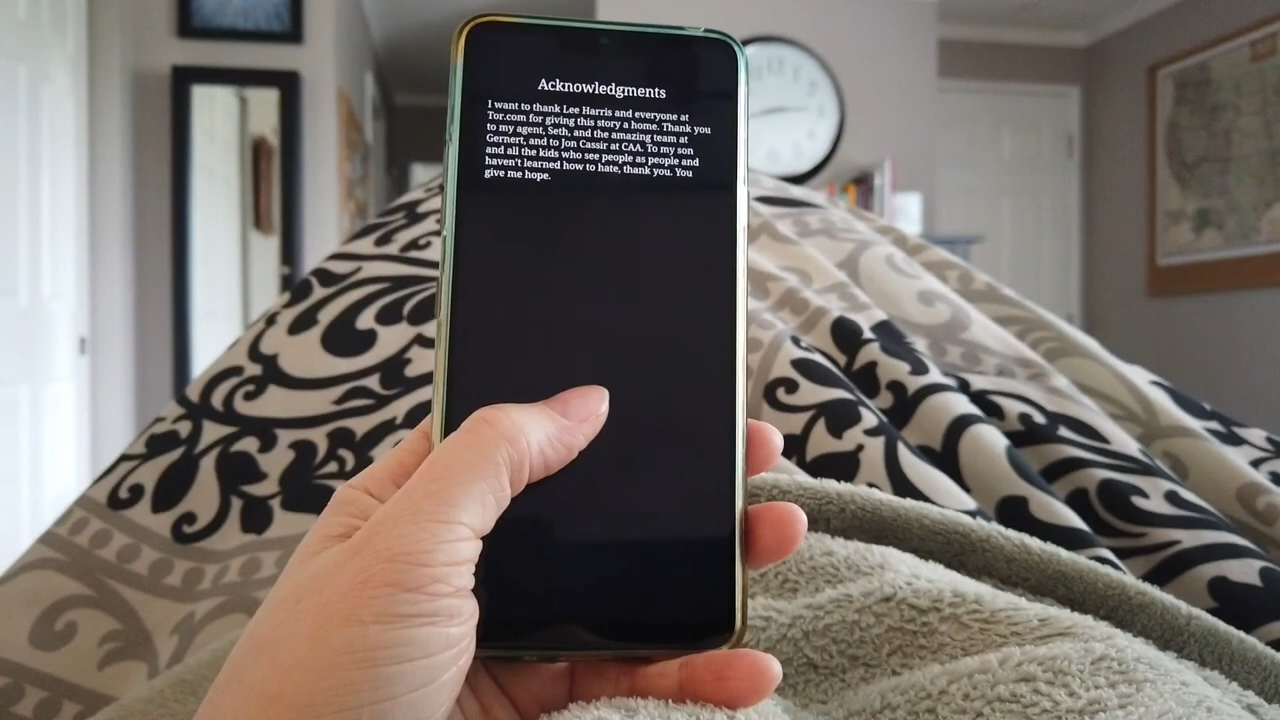 Acknowledgments
I want to thank Lee Harris and everyone at
Tor.com for giving this story a home. Thank you
to my agent, Seth, and the amazing team at
Gernert, and to Jon Cassir at CAA. To my son
and all the kids who see people as people and
haven't learned how to hate, thank you. You
give me hope.